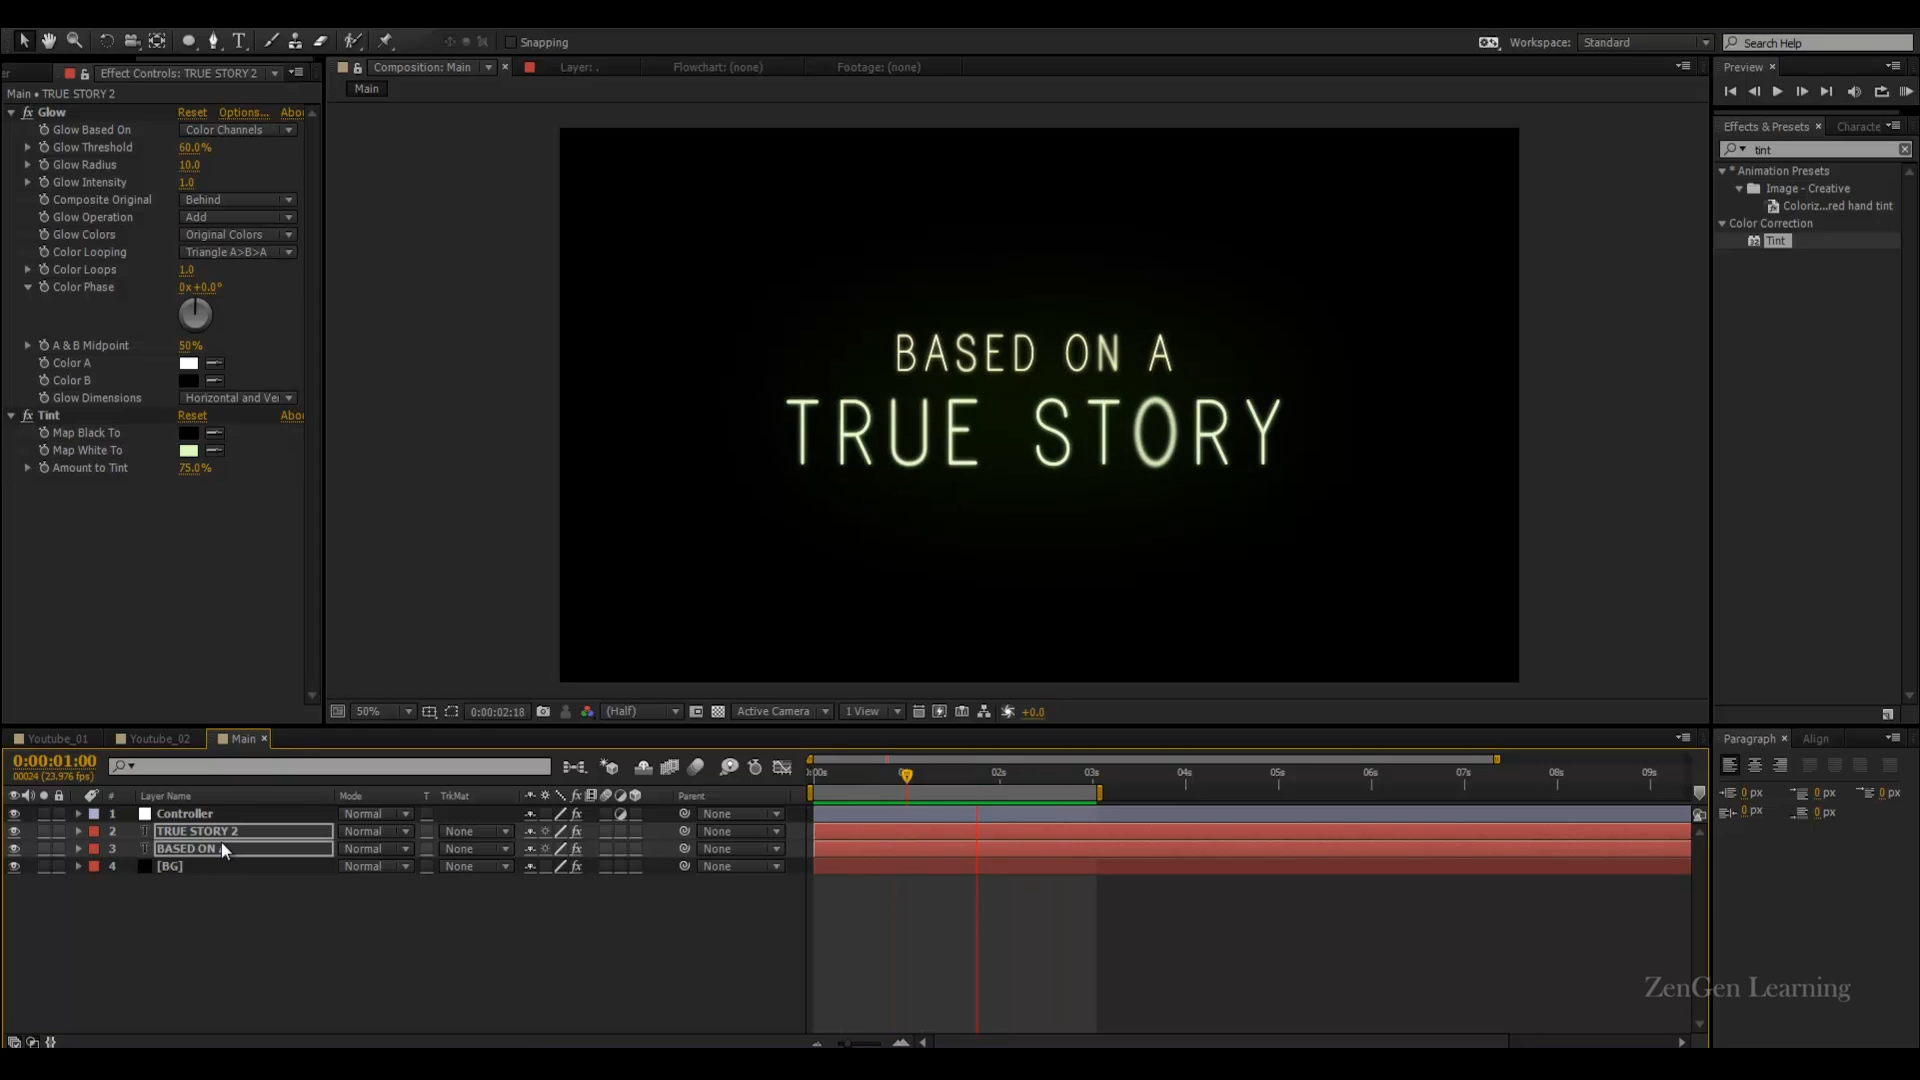 Snapping
Workspace: Standard
Search Help
Effect Controls: TRUE STORY 2
Composition: Main
Layer: .
Flowchart: (none)
Footage: (none)
Preview
Main • TRUE STORY 2
Main
Glow Reset Options... Abou
Glow Based On Color Channels
Glow Threshold 60.0%
Glow Radius 10.0
Glow Intensity 1.0
Composite Original Behind
Glow Operation Add
Glow Colors Original Colors
Color Looping Triangle A>B>A
Color Loops 1.0
Color Phase 0x+0.0°
A & B Midpoint 50%
Color A
Color B
Glow Dimensions Horizontal and Ver
Tint Reset Abou
Map Black To
Map White To
Amount to Tint 75.0%
BASED ON A
TRUE STORY
Effects & Presets
Characte
tint
* Animation Presets
Image - Creative
Coloriz...red hand tint
Color Correction
Tint
50% 0:00:02:18 (Half) Active Camera 1 View +0.0
Youtube_01 Youtube_02 Main
0:00:01:00
00024 (23.976 fps)
# Layer Name Mode T TrkMat Parent
02s 03s 04s 05s 06s 07s 08s 09s
1 Controller Normal None
2 TRUE STORY 2 Normal None None
3 BASED ON Normal None None
4 [BG] Normal None None
Paragraph Align
0 px 0 px 0 px
0 px 0 px
ZenGen Learning